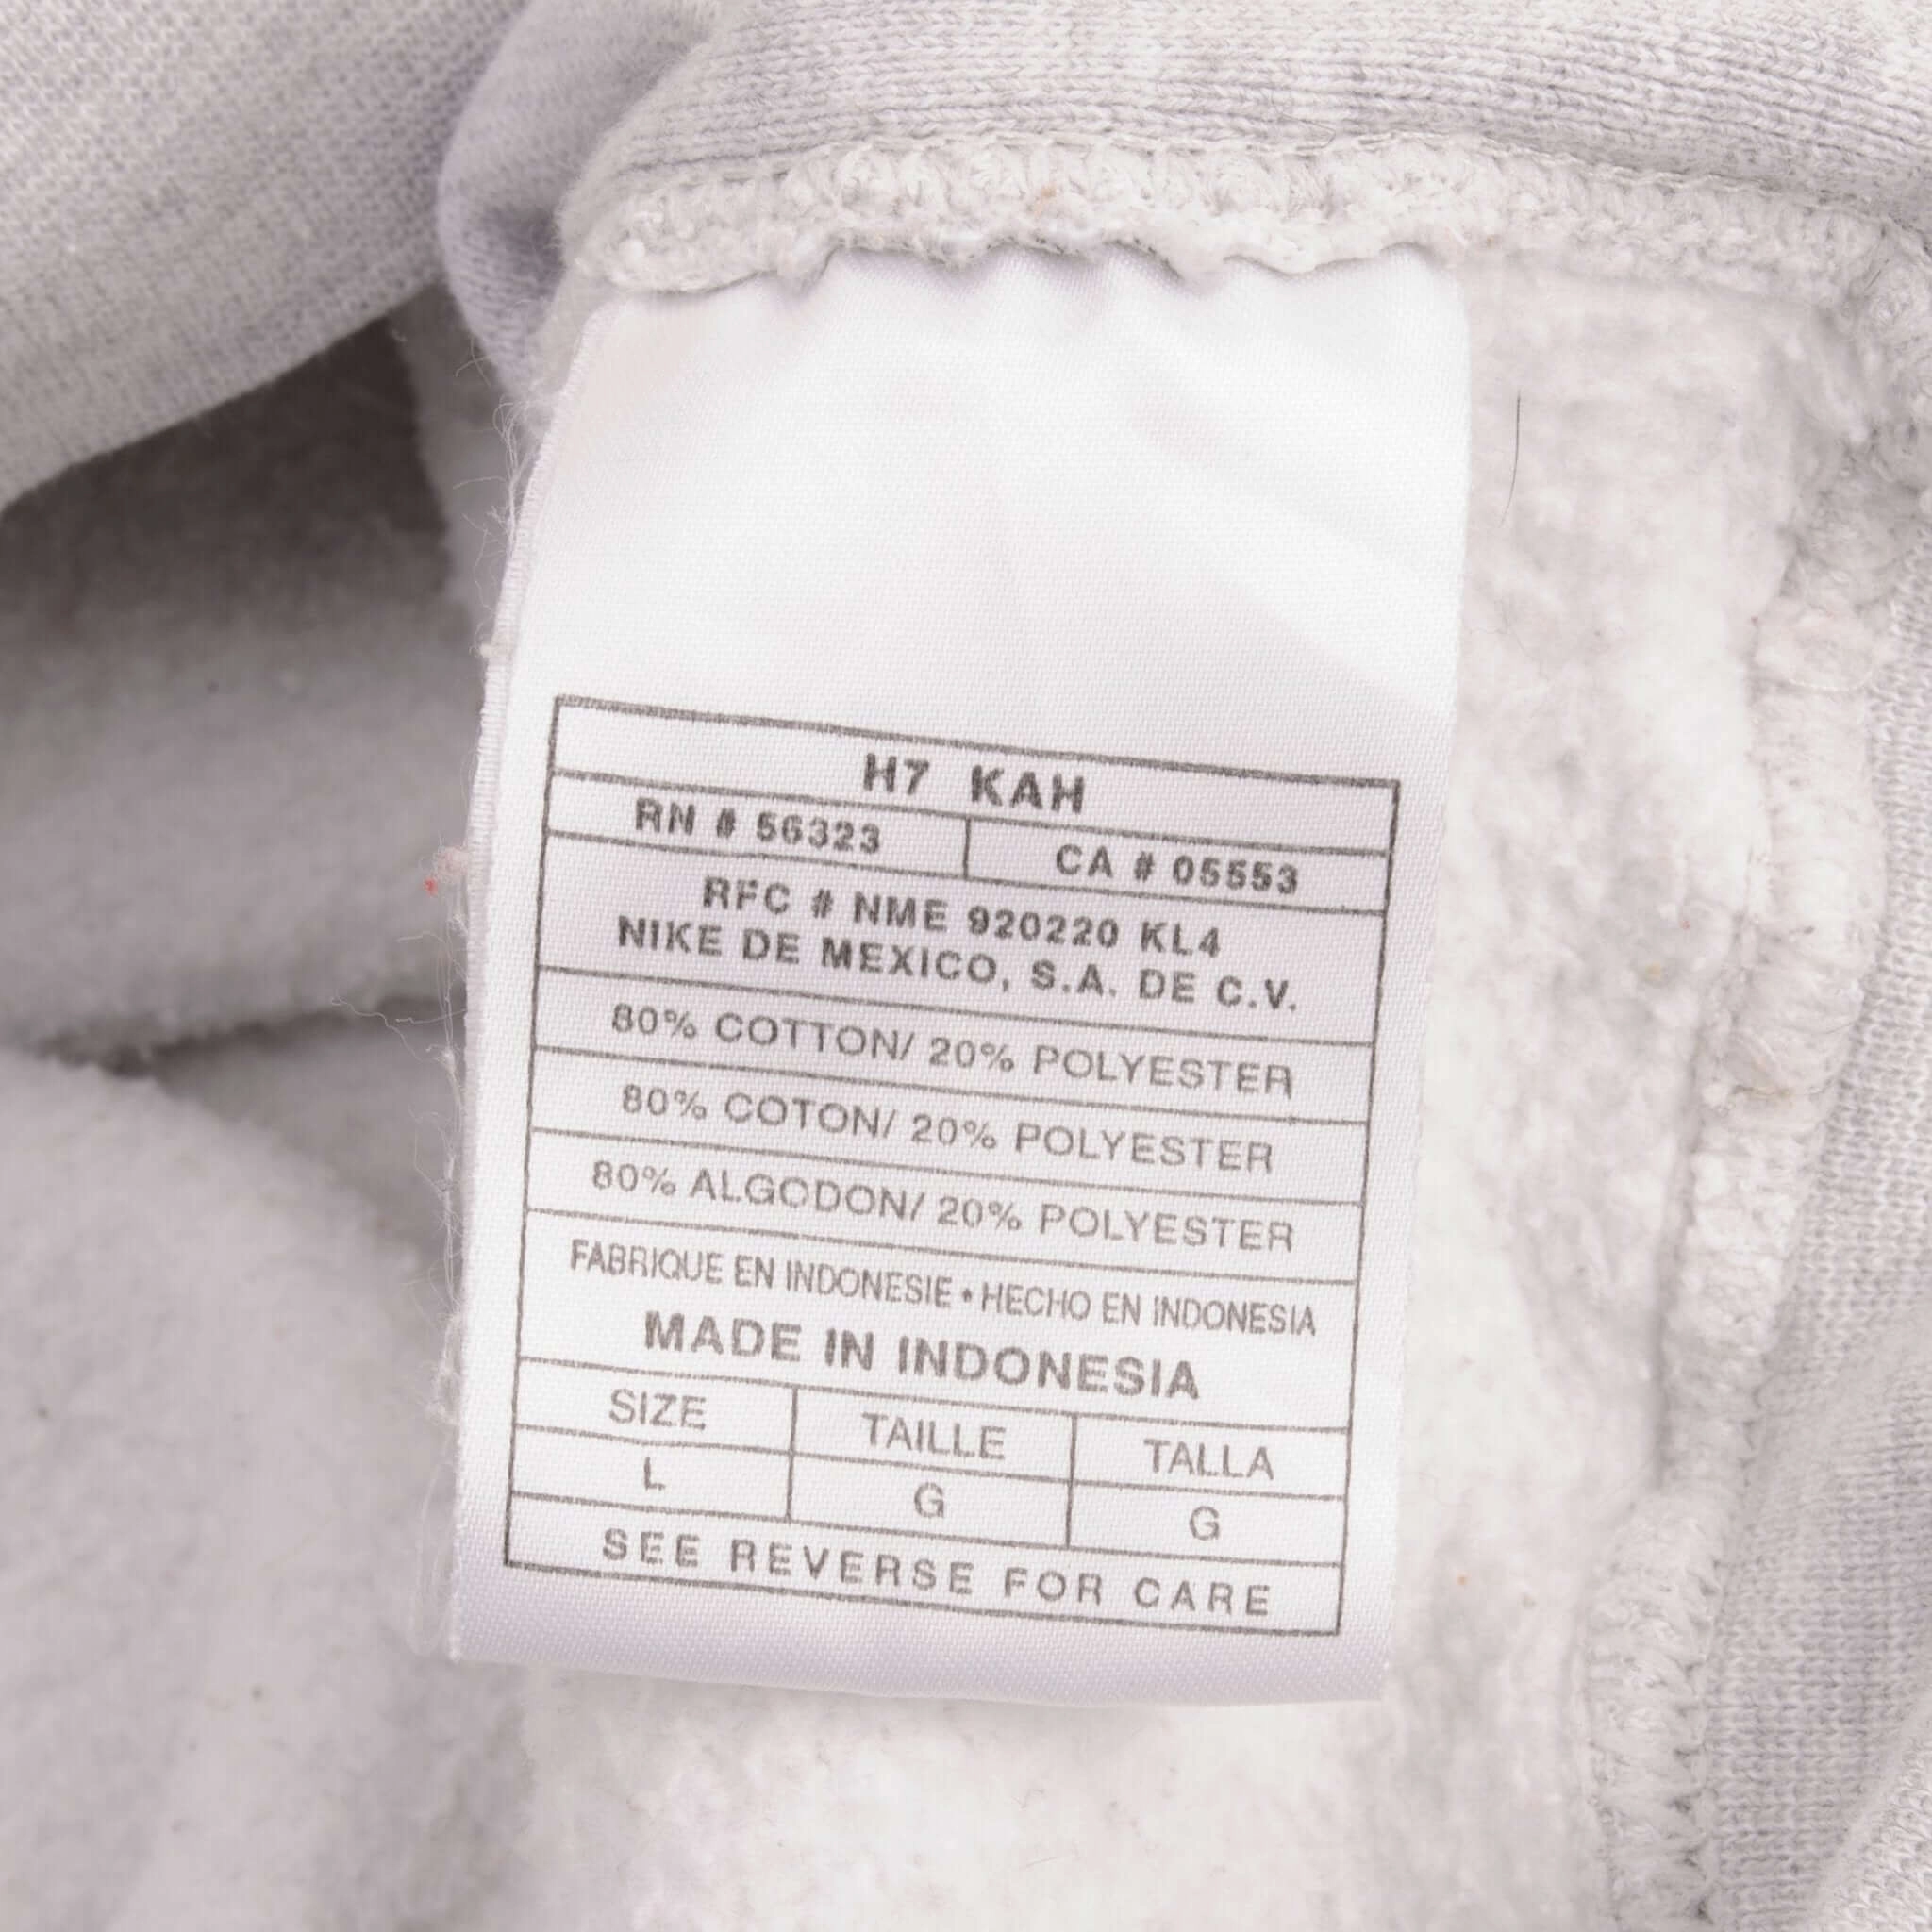 H7 KAH
RN # 56323
CA # 05553
RFC # NME 920220 KL4
NIKE DE MEXICO, S.A. DE C.V.
80% COTTON/ 20% POLYESTER
80% COTON/ 20% POLYESTER
80% ALGODON/ 20% POLYESTER
FABRIQUE EN INDONESIE • HECHO EN INDONESIA
MADE IN INDONESIA
SIZE TAILLE TALLA
L G G
SEE REVERSE FOR CARE